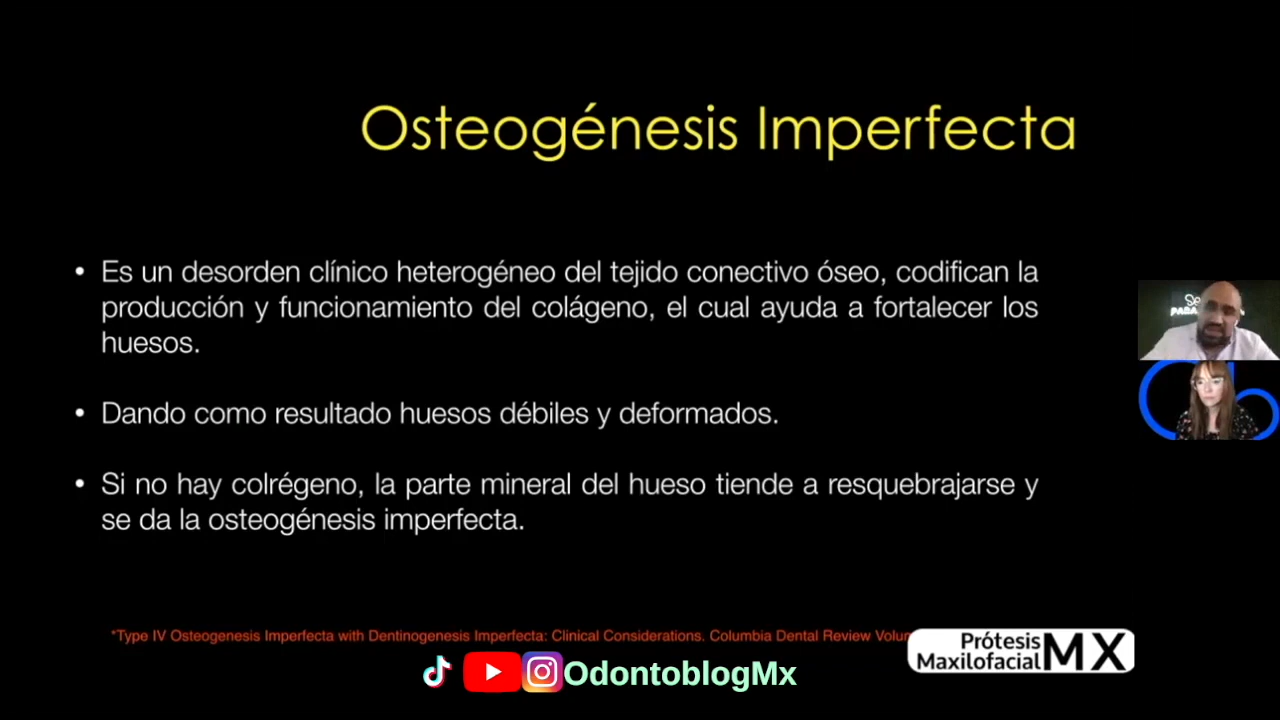 Osteogénesis Imperfecta
• Es un desorden clínico heterogéneo del tejido conectivo óseo, codifican la
producción y funcionamiento del colágeno, el cual ayuda a fortalecer los
huesos.
• Dando como resultado huesos débiles y deformados.
• Si no hay colrégeno, la parte mineral del hueso tiende a resquebrajarse y
se da la osteogénesis imperfecta.
*Type IV Osteogenesis Imperfecta with Dentinogenesis Imperfecta: Clinical Considerations. Columbia Dental Review
Prótesis
Maxilofacial MX
OdontoblogMx